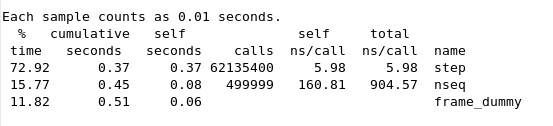 Each sample counts as 0.01 seconds.
  %   cumulative   self              self     total
 time   seconds   seconds    calls  ns/call  ns/call  name
 72.92      0.37     0.37 62135400     5.98     5.98  step
 15.77      0.45     0.08   499999   160.81   904.57  nseq
 11.82      0.51     0.06                             frame_dummy